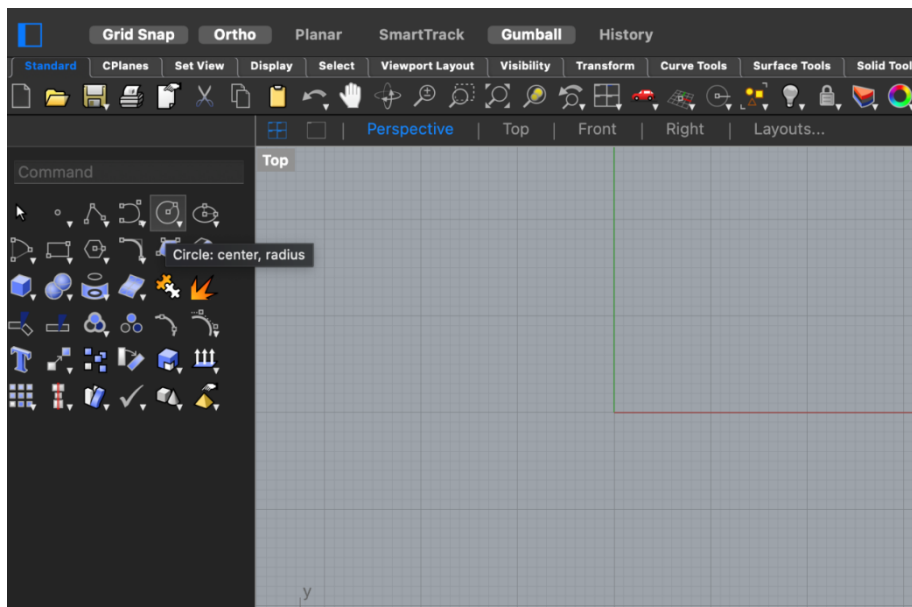 Grid Snap Ortho Planar SmartTrack Gumball History
Standard CPlanes Set View Display Select Viewport Layout Visibility Transform Curve Tools Surface Tools Solid Tool
Perspective Top Front Right Layouts...
Top
Command
Circle: center, radius
T
y